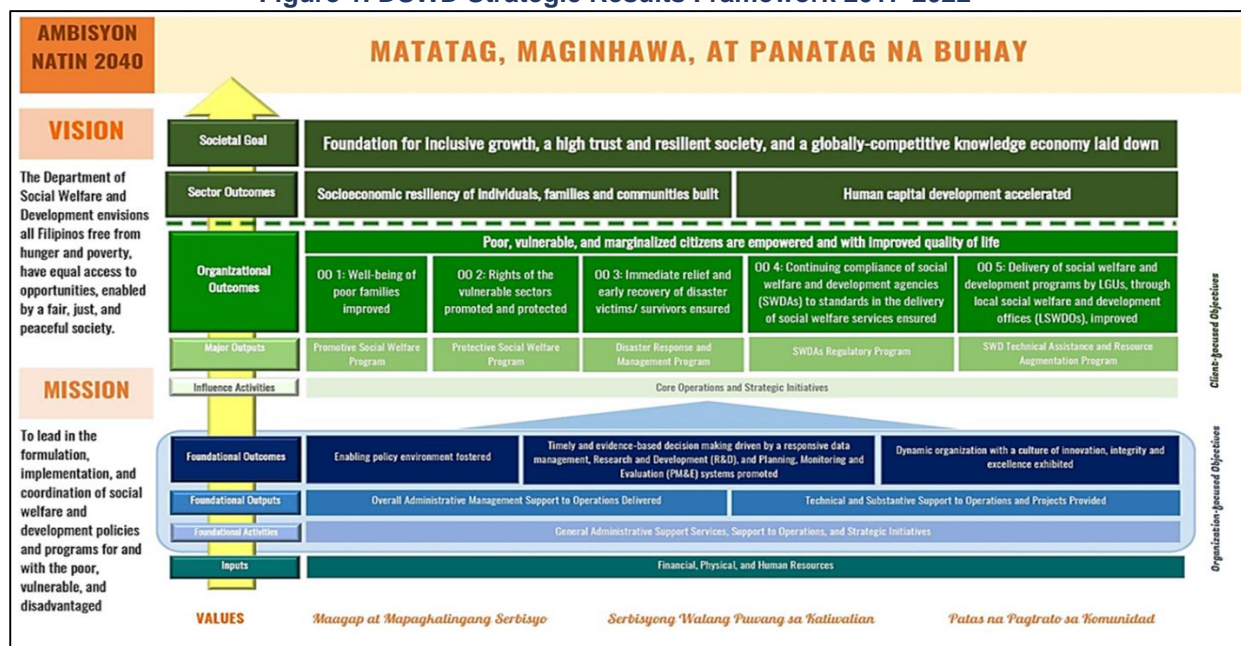 Figure DSWD Strategic Results Framework 2017-2022
AMBISYON
NATIN 2040
MATATAG, MAGINHAWA, AT PANATAG NA BUHAY
VISION
The Department of
Social Welfare and
Development envisions
all Filipinos free from
hunger and poverty,
have equal access to
opportunities, enabled
by a fair, just, and
peaceful society.
MISSION
To lead in the
formulation,
implementation, and
coordination of social
welfare and
development policies
and programs for and
with the poor,
vulnerable, and
disadvantaged
Societal Goal
Foundation for inclusive growth, a high trust and resilient society, and a globally-competitive knowledge economy laid down
Sector Outcomes
Socioeconomic resiliency of individuals, families and communities built
Human capital development accelerated
Organizational
Outcomes
Poor, vulnerable, and marginalized citizens are empowered and with improved quality of life
OO 1: Well-being of
poor families
improved
OO 2: Rights of the
vulnerable sectors
promoted and protected
OO 3: Immediate relief and
early recovery of disaster
victims/ survivors ensured
OO 4: Continuing compliance of social
welfare and development agencies
(SWDAs) to standards in the delivery
of social welfare services ensured
OO 5: Delivery of social welfare and
development programs by LGUs, through
local social welfare and development
offices (LSWDOs), improved
Major Outputs
Promotive Social Welfare
Program
Protective Social Welfare
Program
Disaster Response and
Management Program
SWDAs Regulatory Program
SWD Technical Assistance and Resource
Augmentation Program
Influence Activities
Core Operations and Strategic Initiatives
Client-focused Objectives
Foundational Outcomes
Enabling policy environment fostered
Timely and evidence-based decision making driven by a responsive data
management, Research and Development (R&D), and Planning, Monitoring and
Evaluation (PM&E) systems promoted
Dynamic organization with a culture of innovation, integrity and
excellence exhibited
Foundational Outputs
Overall Administrative Management Support to Operations Delivered
Technical and Substantive Support to Operations and Projects Provided
Foundational Activities
General Administrative Support Services, Support to Operations, and Strategic Initiatives
Inputs
Financial, Physical, and Human Resources
Organization-focused Objectives
VALUES
Maagap at Mapagkalingang Serbisyo
Serbisyong Walang Puwang sa Katiwalian
Patas na Pagtrato sa Komunidad